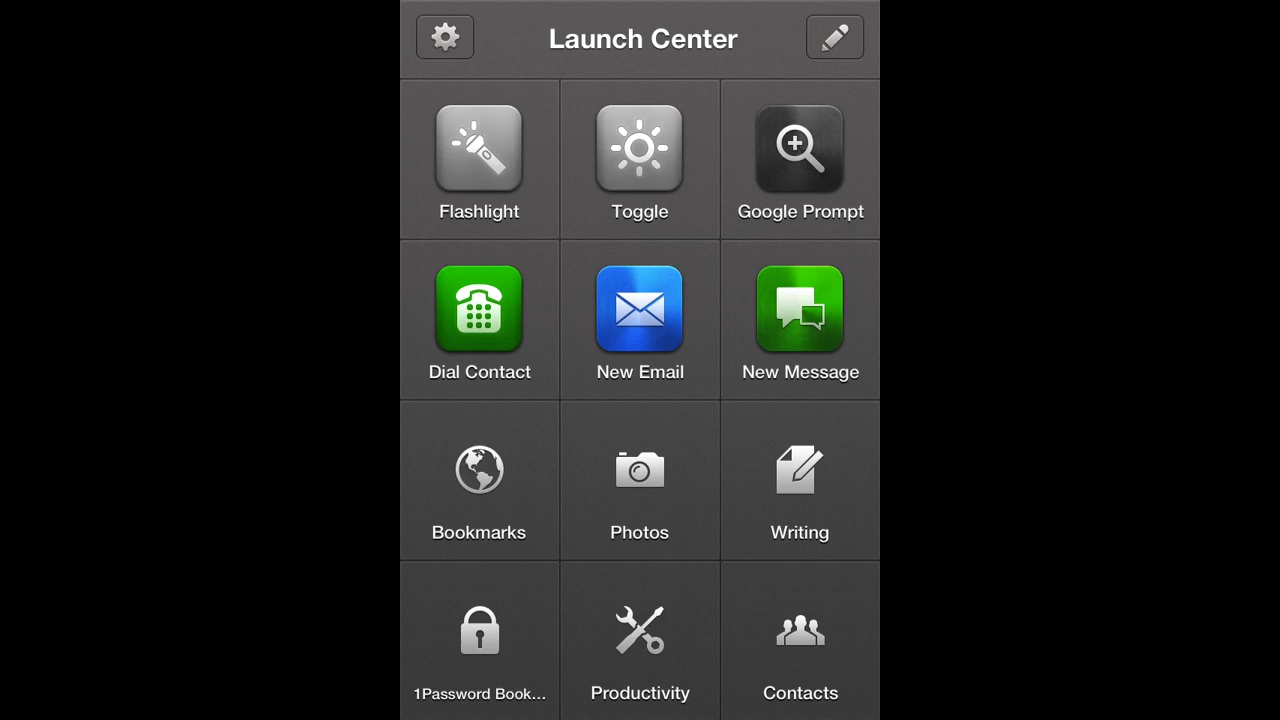 Launch Center
Flashlight
Toggle
Google Prompt
Dial Contact
New Email
New Message
Bookmarks
Photos
Writing
1Password Book...
Productivity
Contacts